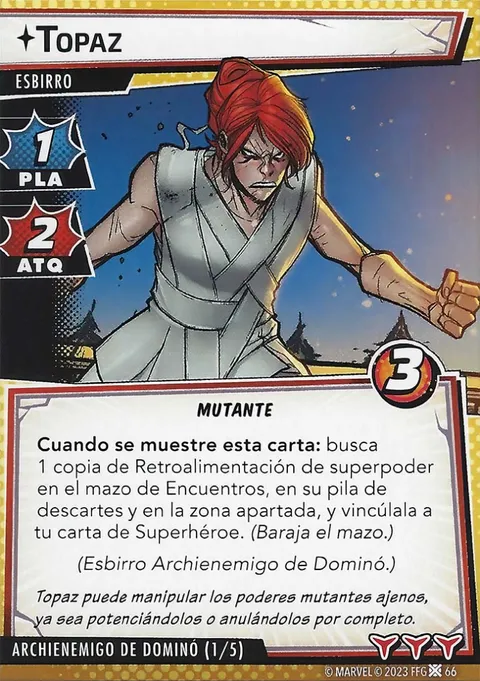 TOPAZ
ESBIRRO
1
PLA
2
ATQ
3
MUTANTE
Cuando se muestre esta carta: busca
1 copia de Retroalimentación de superpoder
en el mazo de Encuentros, en su pila de
descartes y en la zona apartada, y vincúlala a
tu carta de Superhéroe. (Baraja el mazo.)
(Esbirro Archienemigo de Dominó.)
Topaz puede manipular los poderes mutantes ajenos,
ya sea potenciándolos o anulándolos por completo.
ARCHIENEMIGO DE DOMINÓ (1/5)
© MARVEL © 2023 FFG 66